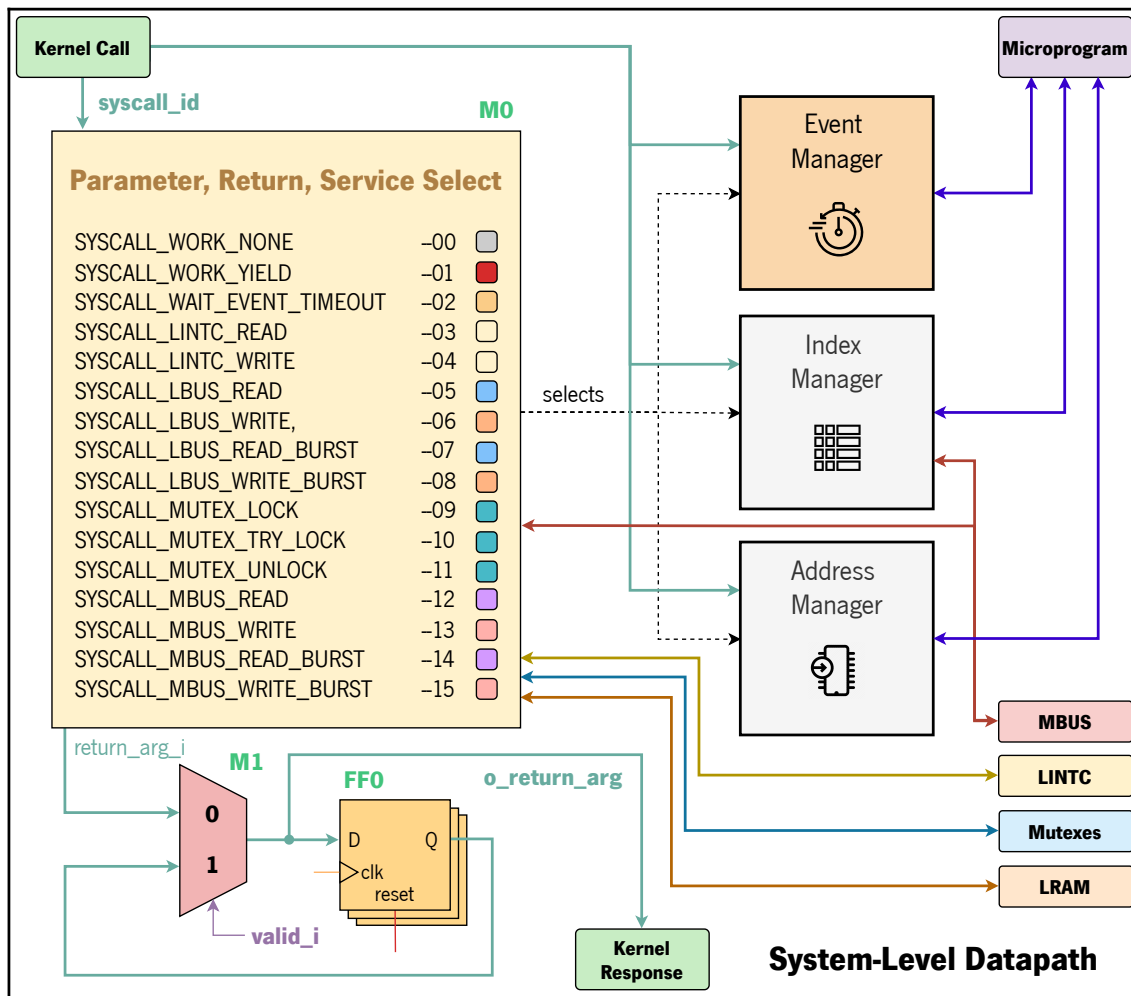 Kernel Call
Microprogram
syscall_id
M0
Parameter, Return, Service Select
SYSCALL_WORK_NONE –00
SYSCALL_WORK_YIELD –01
SYSCALL_WAIT_EVENT_TIMEOUT –02
SYSCALL_LINTC_READ –03
SYSCALL_LINTC_WRITE –04
SYSCALL_LBUS_READ –05
SYSCALL_LBUS_WRITE, –06
SYSCALL_LBUS_READ_BURST –07
SYSCALL_LBUS_WRITE_BURST –08
SYSCALL_MUTEX_LOCK –09
SYSCALL_MUTEX_TRY_LOCK –10
SYSCALL_MUTEX_UNLOCK –11
SYSCALL_MBUS_READ –12
SYSCALL_MBUS_WRITE –13
SYSCALL_MBUS_READ_BURST –14
SYSCALL_MBUS_WRITE_BURST –15
selects
Event
Manager
Index
Manager
Address
Manager
MBUS
LINTC
Mutexes
LRAM
return_arg_i
M1
0
1
valid_i
FF0
D Q
clk
reset
o_return_arg
Kernel
Response
System-Level Datapath